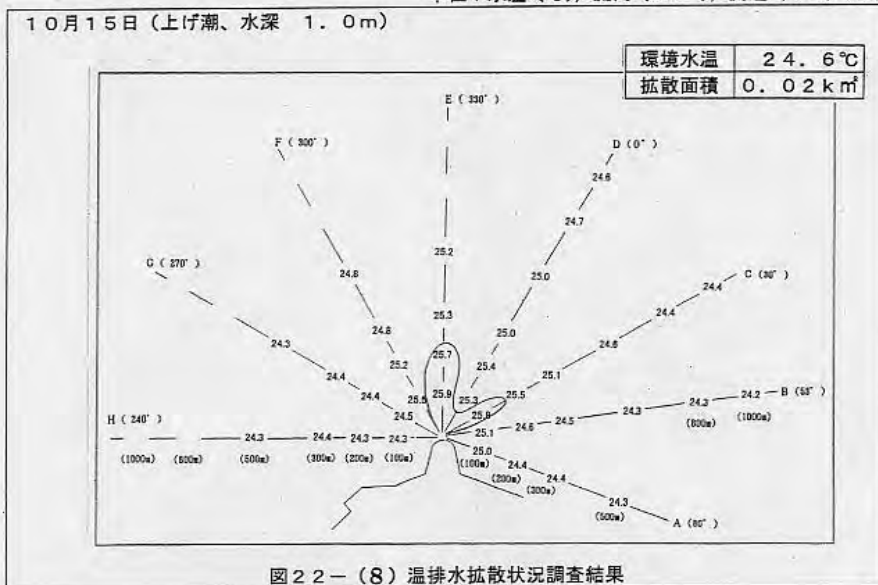 10月15日（上げ潮、水深　1．0m）
環境水温　24．6℃
拡散面積　0．02k㎡
E（330°）
F（300°）
D（0°）
24.6
24.7
G（270°）
25.2
24.8
25.0
24.4
C（30°）
24.4
24.3
25.3
24.8
25.0
24.6
25.7
25.2
25.4
25.1
24.4
24.4
25.5
25.9
25.3
25.5
24.2
B（53°）
24.3
24.5
25.8
24.3
(1000m)
24.5
(800m)
24.6
25.1
H（240°）
24.3
24.4
24.3
24.3
25.0
(1000m)
(500m)
(300m)
(200m)
(100m)
(100m)
24.4
(200m)
24.4
(300m)
24.3
(500m)
A（80°）
図22－(8) 温排水拡散状況調査結果